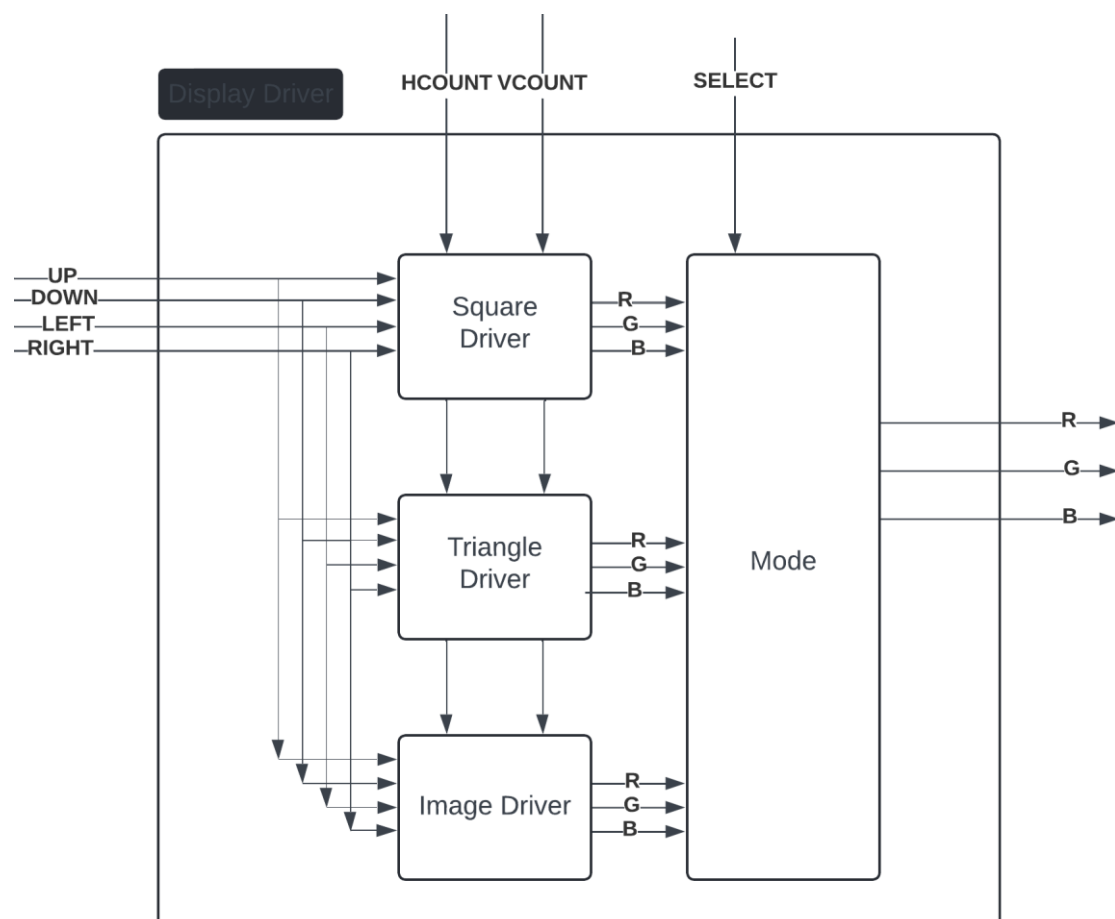 HCOUNT VCOUNT
SELECT
Display Driver
UP
DOWN
LEFT
RIGHT
Square
Driver
R
G
B
R
G
B
Triangle
Driver
R
G
B
Mode
Image Driver
R
G
B